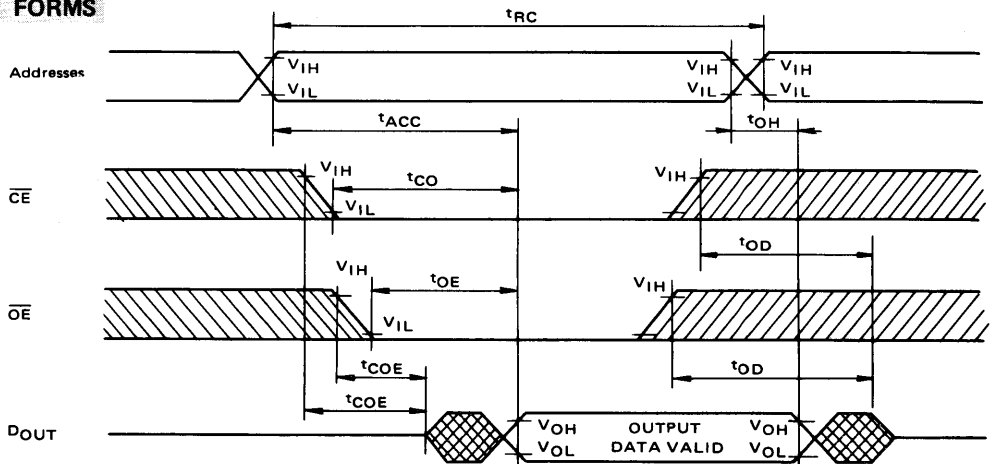 FORMS
tRC
Addresses
VIH
VIL
VIH
VIL
VIH
VIL
tACC
tOH
CE
VIH
VIL
tCO
VIH
tOD
OE
VIH
VIL
tOE
VIH
tCOE
tOD
tCOE
DOUT
VOH
VOL
OUTPUT
DATA VALID
VOH
VOL